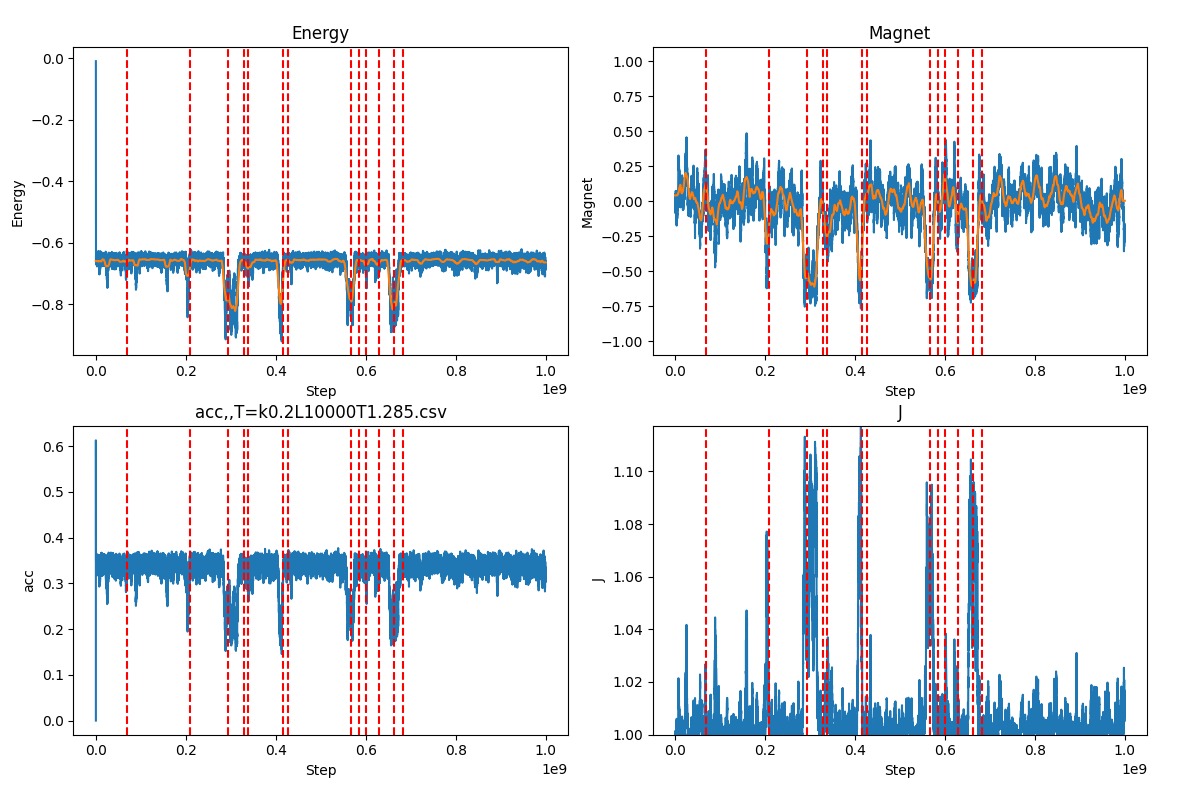 Energy
Energy
0.0
−0.2
−0.4
−0.6
−0.8
0.0 0.2 0.4 0.6 0.8 1.0
Step
1e9
Magnet
Magnet
1.00
0.75
0.50
0.25
0.00
−0.25
−0.50
−0.75
−1.00
0.0 0.2 0.4 0.6 0.8 1.0
Step
1e9
acc,,T=k0.2L10000T1.285.csv
acc
0.6
0.5
0.4
0.3
0.2
0.1
0.0
0.0 0.2 0.4 0.6 0.8 1.0
Step
1e9
J
J
1.10
1.08
1.06
1.04
1.02
1.00
0.0 0.2 0.4 0.6 0.8 1.0
Step
1e9